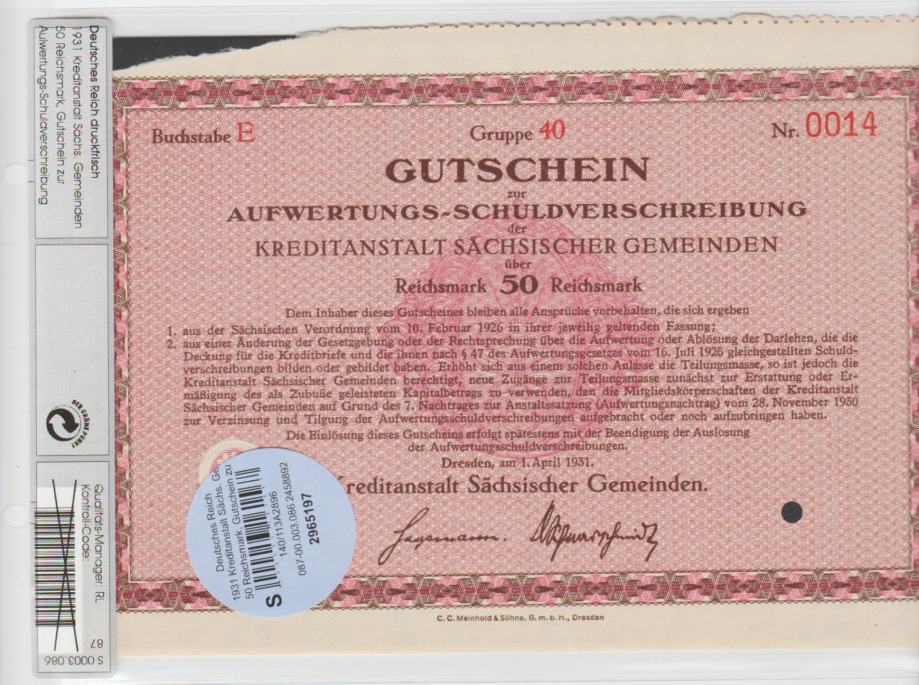 Deutsches Reich druckfrisch
1931 Kreditanstalt Sächs. Gemeinden
50 Reichsmark, Gutschein zur
Aufwertungs-Schuldverschreibung
DER GRÜNE PUNKT
Qualitäts-Manager: RL
Kontroll-Code:
87
S 0003.086
Buchstabe E
Gruppe 40
Nr. 0014
GUTSCHEIN
zur
AUFWERTUNGS-SCHULDVERSCHREIBUNG
der
KREDITANSTALT SÄCHSISCHER GEMEINDEN
über
Reichsmark 50 Reichsmark
Dem Inhaber dieses Gutscheines bleiben alle Ansprüche vorbehalten, die sich ergeben
1. aus der Sächsischen Verordnung vom 10. Februar 1926 in ihrer jeweilig geltenden Fassung;
2. aus einer Änderung der Gesetzgebung oder der Rechtsprechung über die Aufwertung oder Ablösung der Darlehen, die die
Deckung für die Kreditbriefe und die ihnen nach § 47 des Aufwertungsgesetzes vom 16. Juli 1925 gleichgestellten Schuld-
verschreibungen bilden oder gebildet haben. Erhöht sich aus einem solchen Anlasse die Teilungsmasse, so ist jedoch die
Kreditanstalt Sächsischer Gemeinden berechtigt, neue Zugänge zur Teilungsmasse zunächst zur Erstattung oder Er-
mäßigung des als Zubuße geleisteten Kapitalbetrags zu verwenden, den die Mitgliedskörperschaften der Kreditanstalt
Sächsischer Gemeinden auf Grund des 7. Nachtrages zur Anstaltssatzung (Aufwertungsnachtrag) vom 28. November 1930
zur Verzinsung und Tilgung der Aufwertungsschuldverschreibungen aufgebracht oder noch aufzubringen haben.
Die Einlösung dieses Gutscheins erfolgt spätestens mit der Beendigung der Auslosung
der Aufwertungsschuldverschreibungen.
Dresden, am 1. April 1931.
Kreditanstalt Sächsischer Gemeinden.
Deutsches Reich
1931 Kreditanstalt Sächs. Ge
50 Reichsmark, Gutschein zu
S
140/113A2896
087-00.003.086 2458892
2965197
C. C. Meinhold & Söhne, G. m. b. H., Dresden